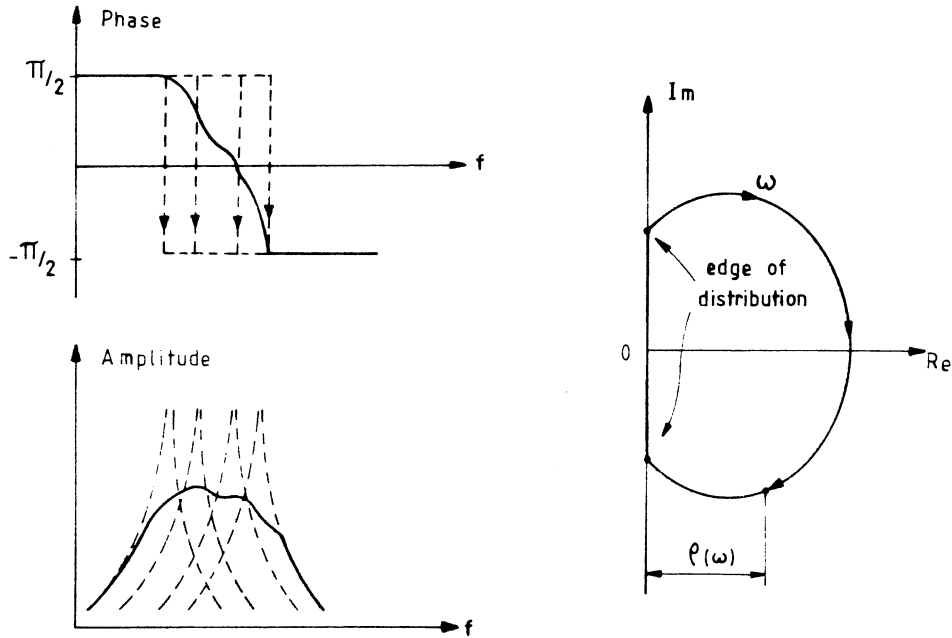 Phase
π/2
f
-π/2
Amplitude
f
Im
ω
edge of
distribution
0
Re
ρ(ω)